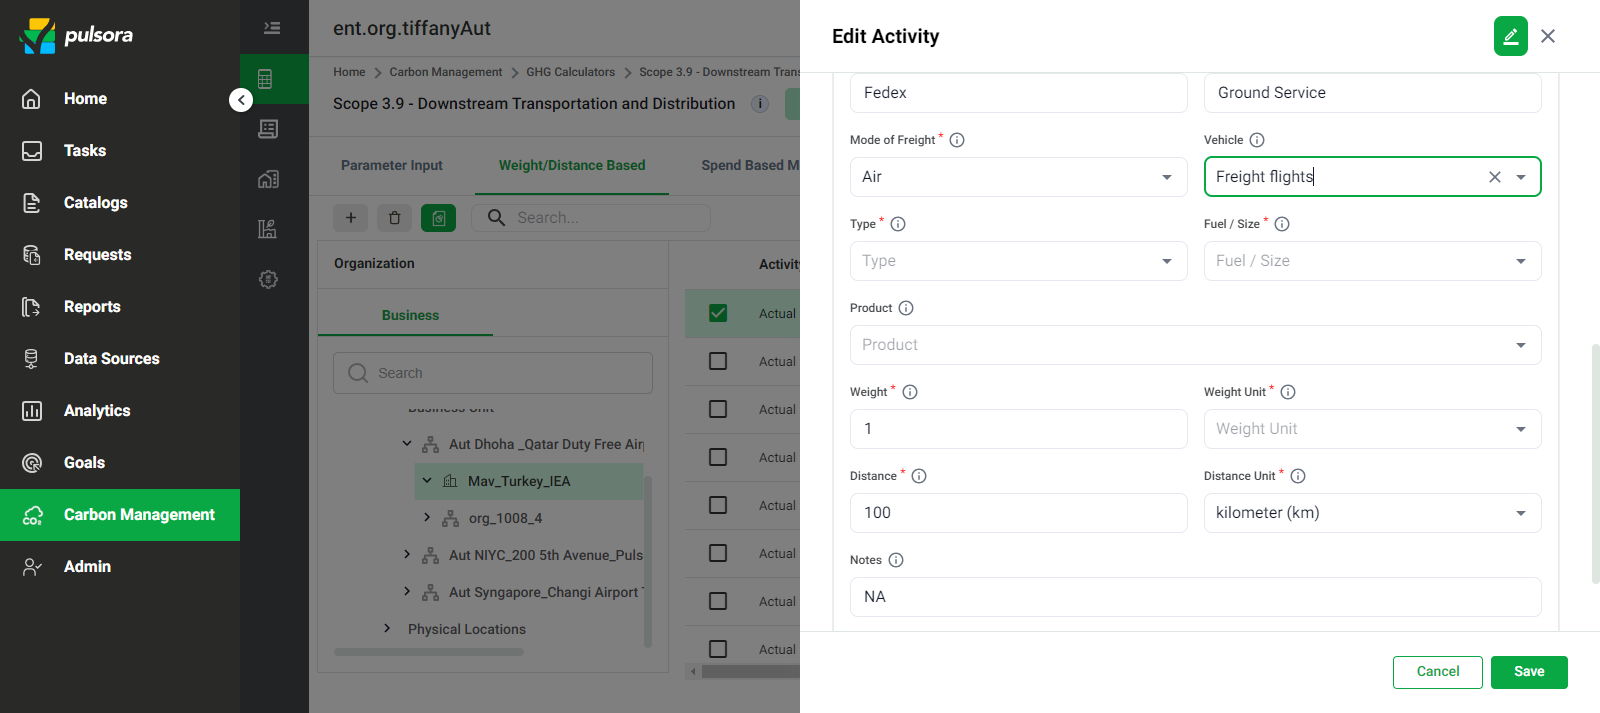 pulsora
Home
Tasks
Catalogs
Requests
Reports
Data Sources
Analytics
Goals
Carbon Management
Admin
ent.org.tiffanyAut
Home > Carbon Management > GHG Calculators > Scope 3.9 - Downstream Trans
Scope 3.9 - Downstream Transportation and Distribution
Parameter Input
Weight/Distance Based
Spend Based M
Search...
Organization
Business
Search
Business Unit
Aut Dhoha _Qatar Duty Free Air
Mav_Turkey_IEA
org_1008_4
Aut NIYC_200 5th Avenue_Puls
Aut Syngapore_Changi Airport T
Physical Locations
Activity
Actual
Actual
Actual
Actual
Actual
Actual
Actual
Actual
Edit Activity
Fedex
Ground Service
Mode of Freight *
Vehicle
Air
Freight flights
Type *
Fuel / Size *
Type
Fuel / Size
Product
Product
Weight *
Weight Unit *
1
Weight Unit
Distance *
Distance Unit *
100
kilometer (km)
Notes
NA
Cancel
Save